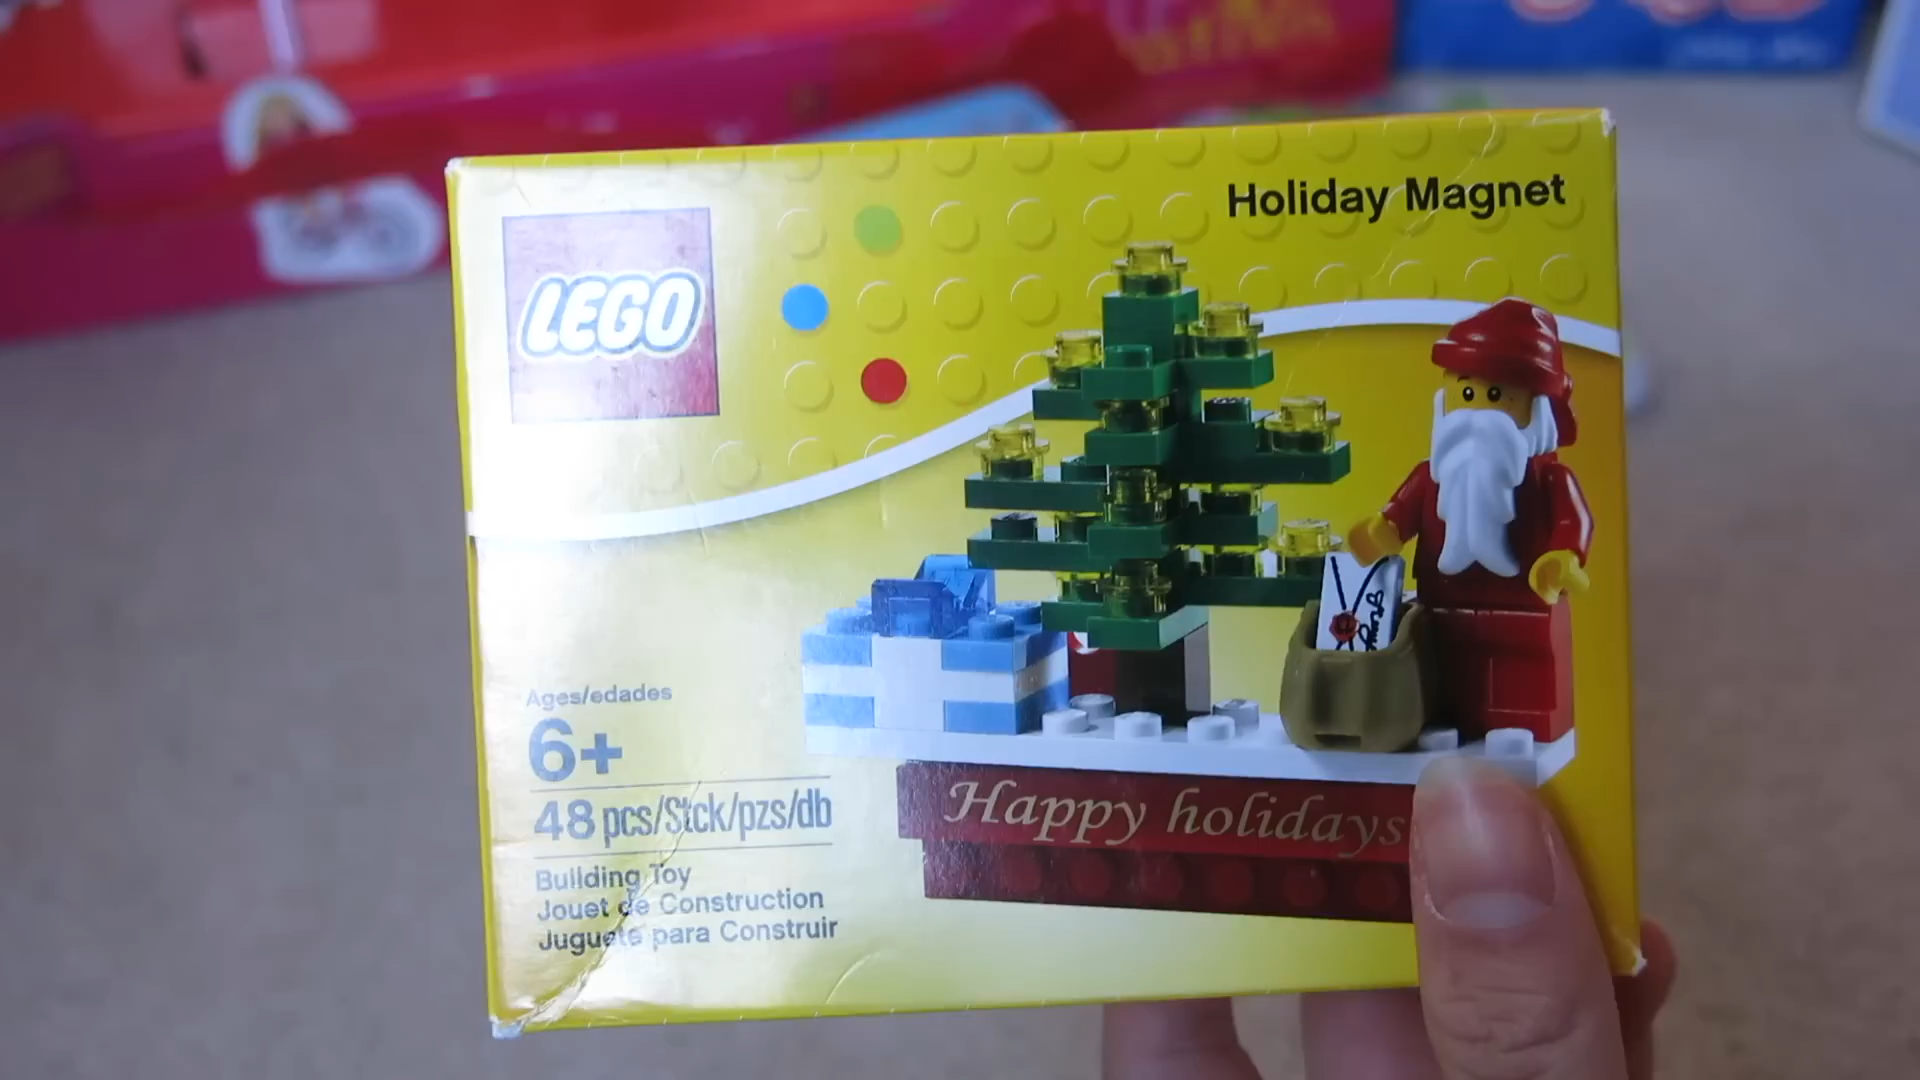 Holiday Magnet
LEGO
Ages/edades
6+
48 pcs/Stck/pzs/db
Building Toy
Jouet de Construction
Juguete para Construir
Happy holidays